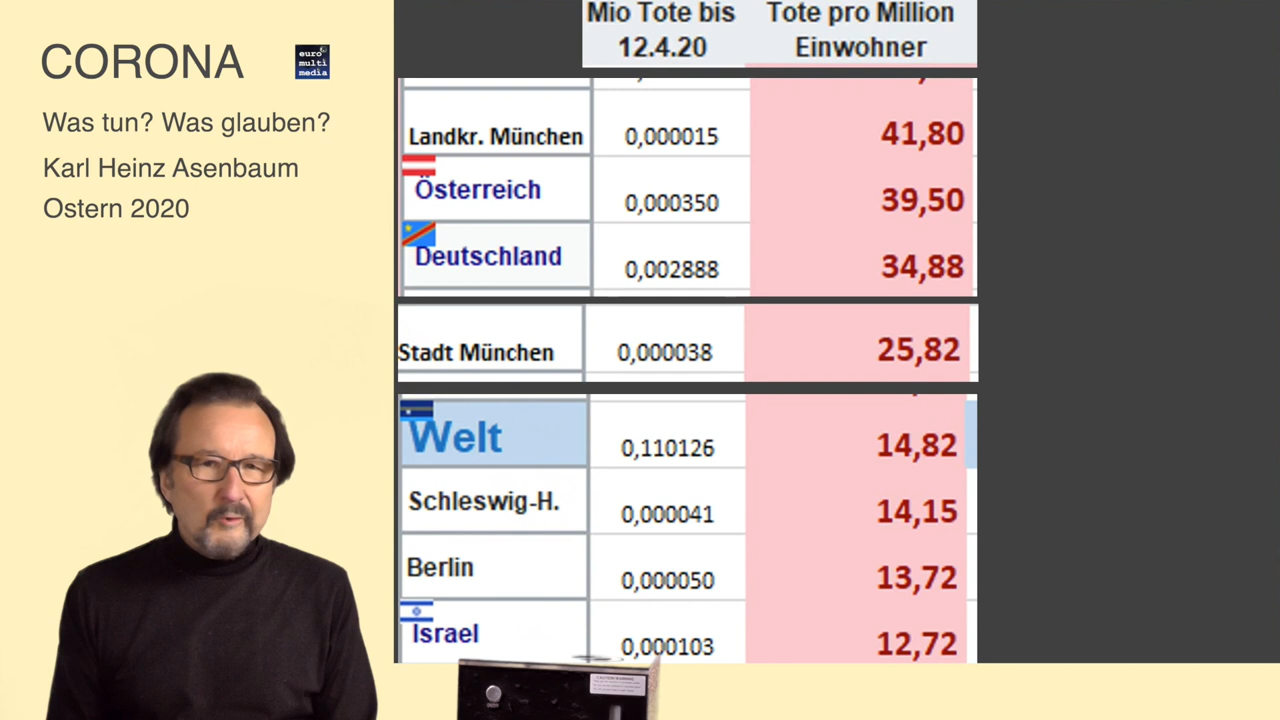 CORONA
euro
multi
media
Was tun? Was glauben?
Karl Heinz Asenbaum
Ostern 2020
Mio Tote bis Tote pro Million
12.4.20 Einwohner
Landkr. München 0,000015 41,80
Österreich 0,000350 39,50
Deutschland 0,002888 34,88
Stadt München 0,000038 25,82
Welt 0,110126 14,82
Schleswig-H. 0,000041 14,15
Berlin 0,000050 13,72
Israel 0,000103 12,72